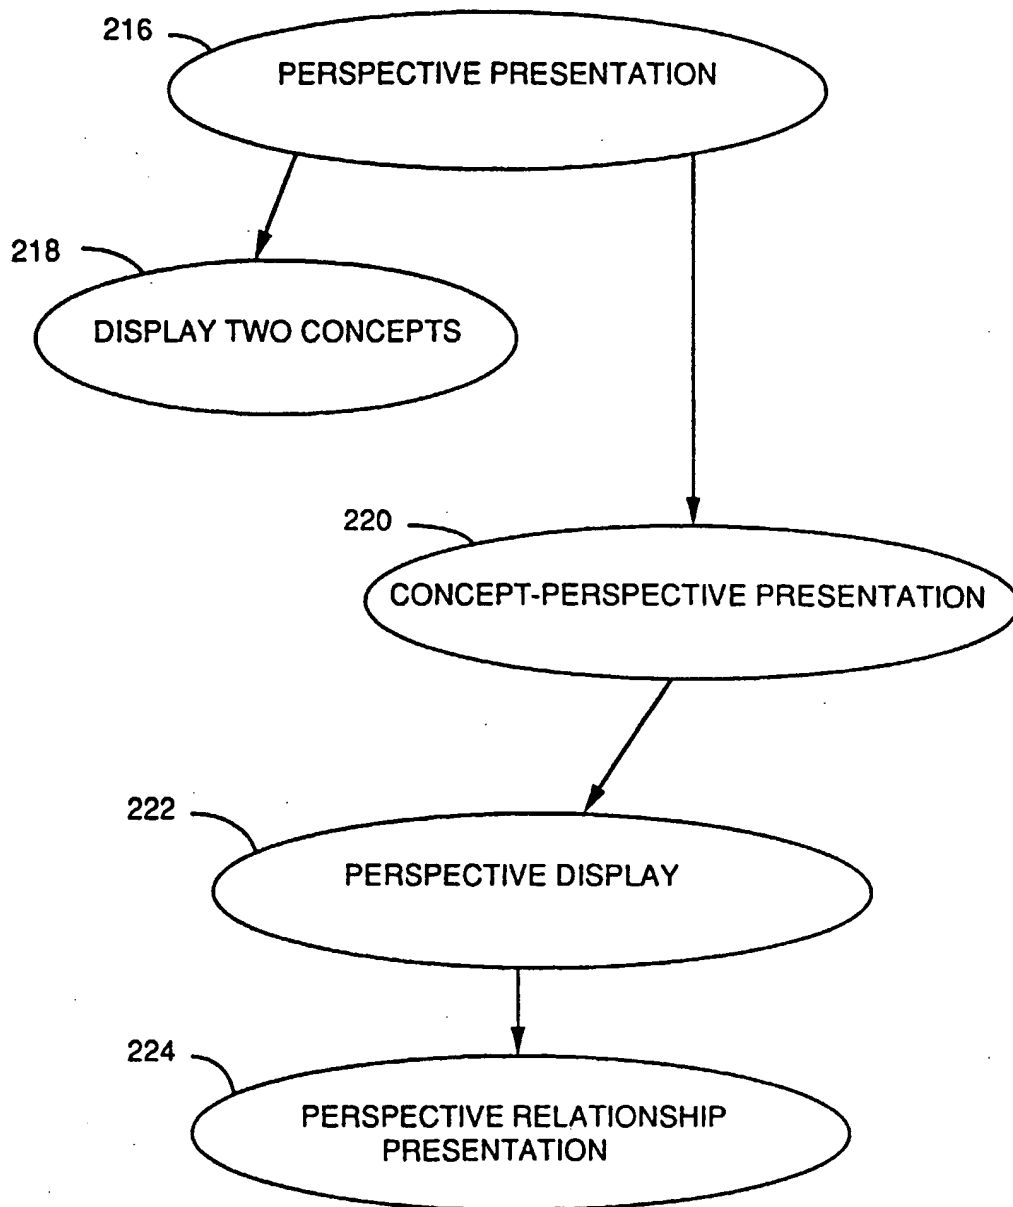 216
PERSPECTIVE PRESENTATION
218
DISPLAY TWO CONCEPTS
220
CONCEPT-PERSPECTIVE PRESENTATION
222
PERSPECTIVE DISPLAY
224
PERSPECTIVE RELATIONSHIP
PRESENTATION